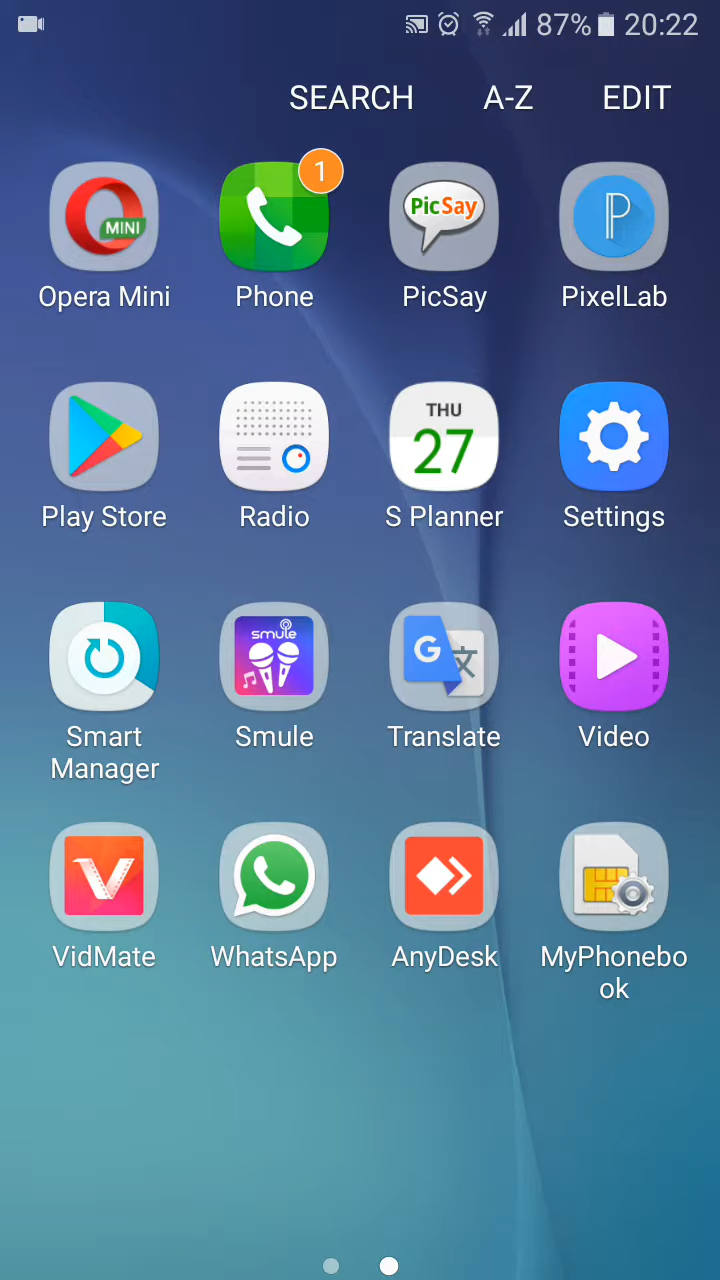 87% 20:22
SEARCH A-Z EDIT
MINI
1
PicSay
P
Opera Mini Phone PicSay PixelLab
THU
27
Play Store Radio S Planner Settings
smule
G 文
Smart
Manager
Smule Translate Video
VidMate WhatsApp AnyDesk MyPhonebo
ok